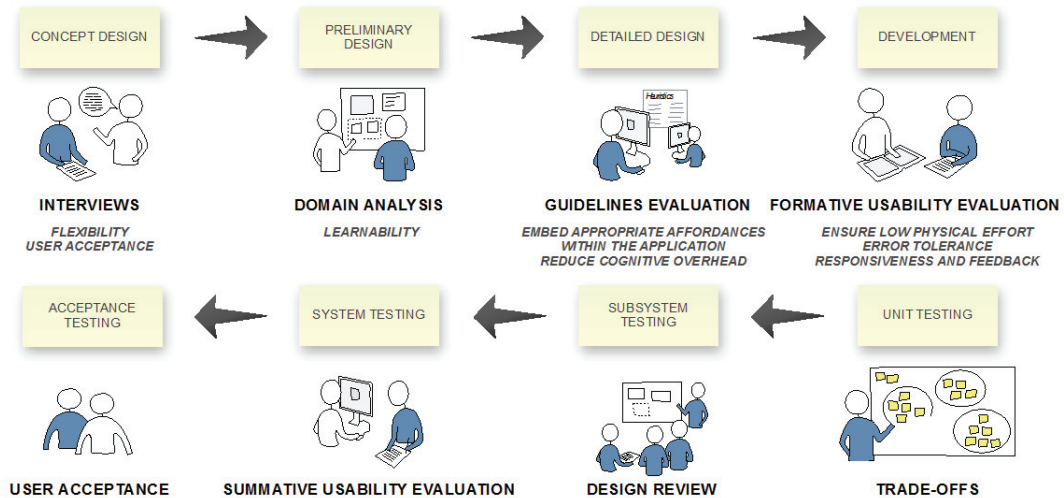 CONCEPT DESIGN
PRELIMINARY
DESIGN
DETAILED DESIGN
DEVELOPMENT
Heuristics
INTERVIEWS
FLEXIBILITY
USER ACCEPTANCE
DOMAIN ANALYSIS
LEARNABILITY
GUIDELINES EVALUATION
EMBED APPROPRIATE AFFORDANCES
WITHIN THE APPLICATION
REDUCE COGNITIVE OVERHEAD
FORMATIVE USABILITY EVALUATION
ENSURE LOW PHYSICAL EFFORT
ERROR TOLERANCE
RESPONSIVENESS AND FEEDBACK
ACCEPTANCE
TESTING
SYSTEM TESTING
SUBSYSTEM
TESTING
UNIT TESTING
USER ACCEPTANCE
SUMMATIVE USABILITY EVALUATION
DESIGN REVIEW
TRADE-OFFS